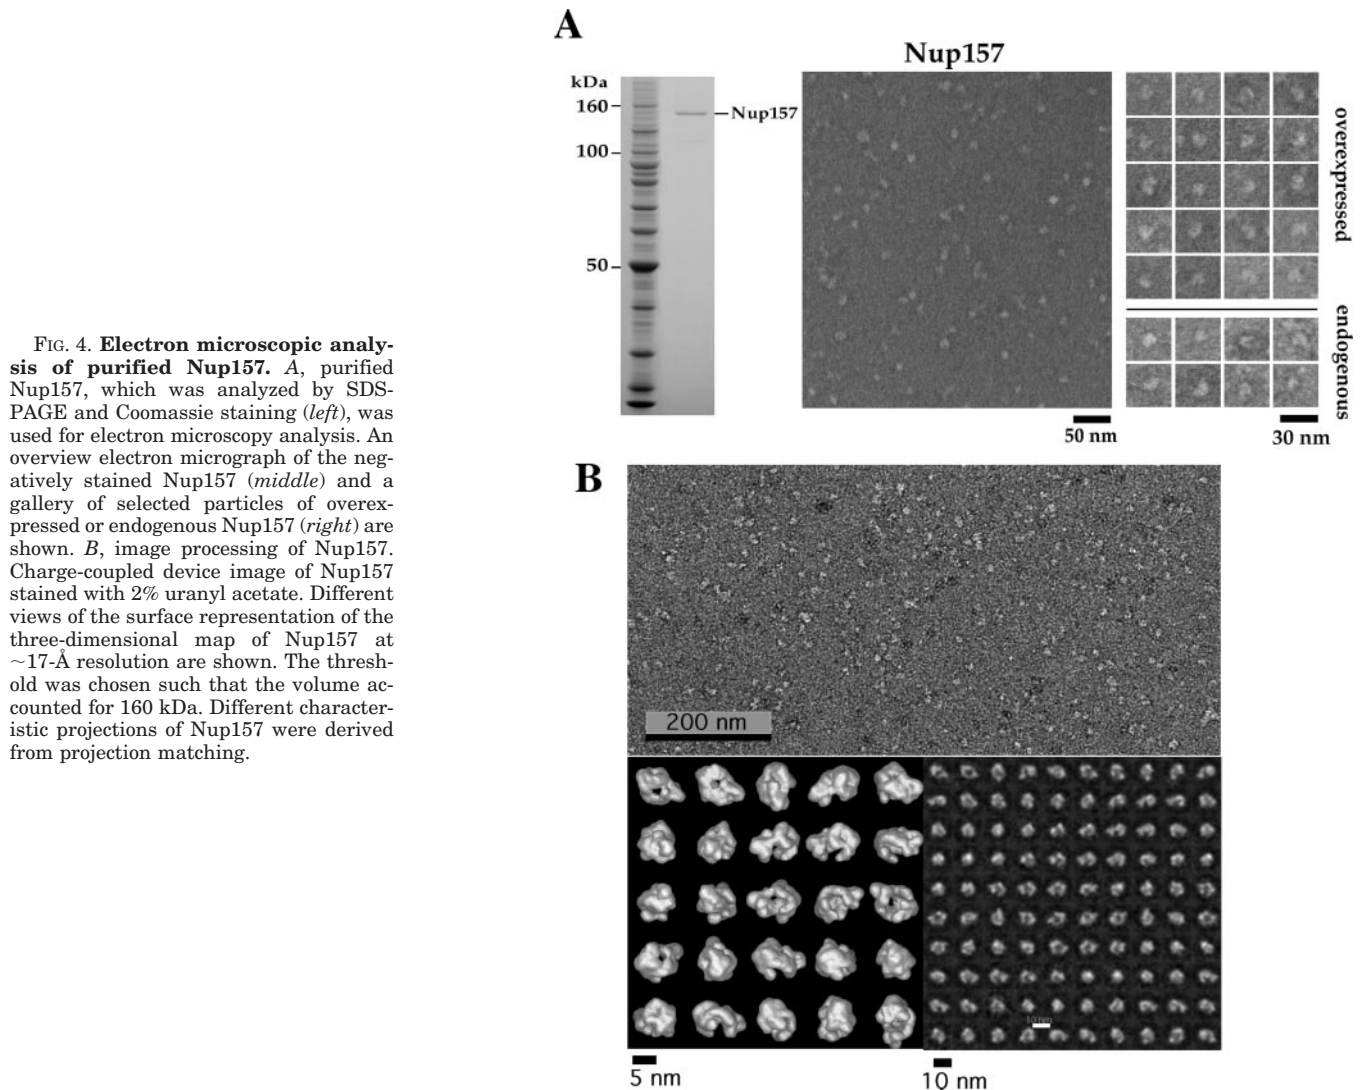 FIG. 4. Electron microscopic analy-
sis of purified Nup157. A, purified
Nup157, which was analyzed by SDS-
PAGE and Coomassie staining (left), was
used for electron microscopy analysis. An
overview electron micrograph of the neg-
atively stained Nup157 (middle) and a
gallery of selected particles of overex-
pressed or endogenous Nup157 (right) are
shown. B, image processing of Nup157.
Charge-coupled device image of Nup157
stained with 2% uranyl acetate. Different
views of the surface representation of the
three-dimensional map of Nup157 at
~17-Å resolution are shown. The thresh-
old was chosen such that the volume ac-
counted for 160 kDa. Different character-
istic projections of Nup157 were derived
from projection matching.
A
Nup157
kDa
160
Nup157
100
50
overexpressed
endogenous
50 nm
30 nm
B
200 nm
10 nm
5 nm
10 nm